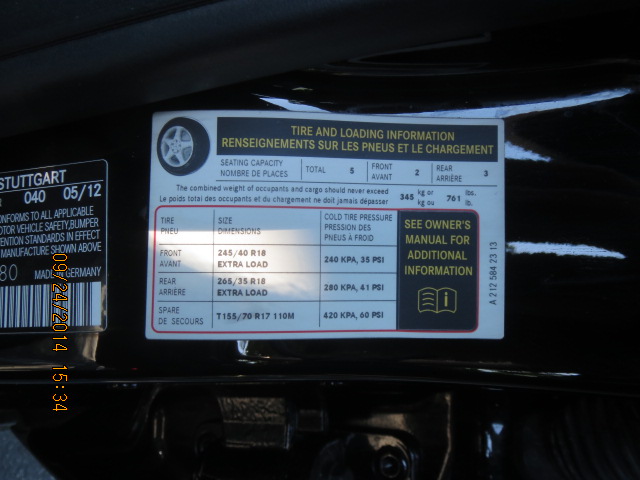 STUTTGART
040 05/12
CONFORMS TO ALL APPLICABLE
MOTOR VEHICLE SAFETY, BUMPER
STANDARDS IN EFFECT
MANUFACTURE SHOWN ABOVE
80 MADE IN GERMANY
09/24/2014 15:34
TIRE AND LOADING INFORMATION
RENSEIGNEMENTS SUR LES PNEUS ET LE CHARGEMENT
SEATING CAPACITY
NOMBRE DE PLACES
TOTAL 5
FRONT
AVANT 2
REAR
ARRIÈRE 3
The combined weight of occupants and cargo should never exceed 345 kg or 761 lbs.
Le poids total des occupants et du chargement ne doit jamais dépasser kg ou lb.
TIRE
PNEU
SIZE
DIMENSIONS
COLD TIRE PRESSURE
PRESSION DES
PNEUS À FROID
FRONT
AVANT
245/40 R18
EXTRA LOAD
240 KPA, 35 PSI
REAR
ARRIÈRE
265/35 R18
EXTRA LOAD
280 KPA, 41 PSI
SPARE
DE SECOURS
T155/70 R17 110M
420 KPA, 60 PSI
SEE OWNER'S
MANUAL FOR
ADDITIONAL
INFORMATION
A 212 584 23 13